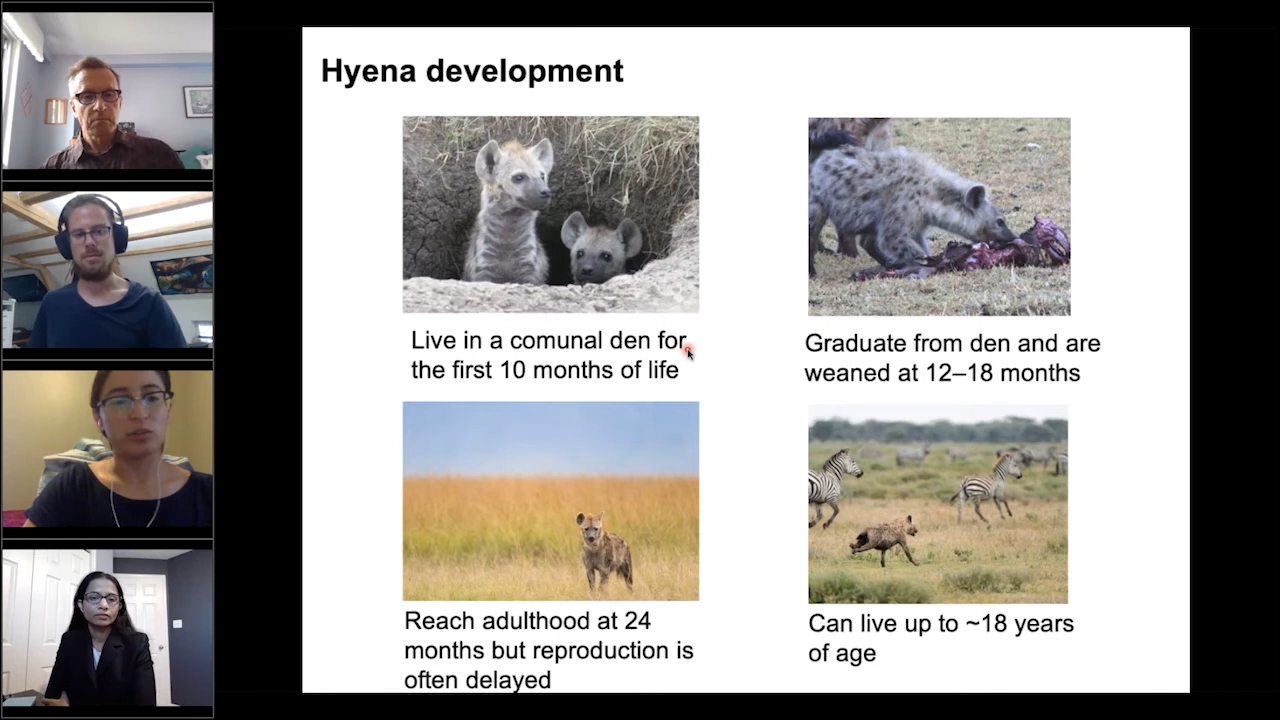 Hyena development
Live in a comunal den for
the first 10 months of life
Graduate from den and are
weaned at 12–18 months
Reach adulthood at 24
months but reproduction is
often delayed
Can live up to ~18 years
of age